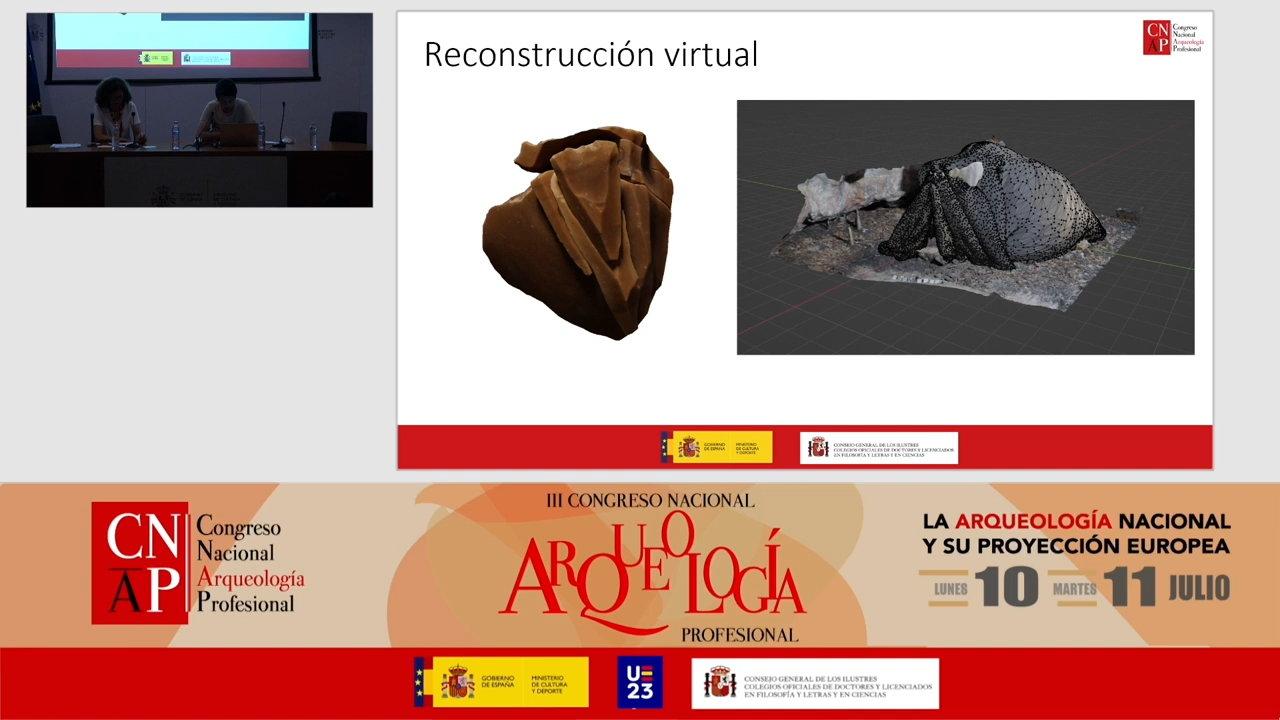 Reconstrucción virtual
CN
AP
Congreso
Nacional
Arqueología
Profesional
GOBIERNO
DE ESPAÑA
MINISTERIO
DE CULTURA
Y DEPORTE
CONSEJO GENERAL DE LOS ILUSTRES
COLEGIOS OFICIALES DE DOCTORES Y LICENCIADOS
EN FILOSOFÍA Y LETRAS Y EN CIENCIAS
CN
AP
Congreso
Nacional
Arqueología
Profesional
III CONGRESO NACIONAL
ARQUEOLOGÍA
PROFESIONAL
LA ARQUEOLOGÍA NACIONAL
Y SU PROYECCIÓN EUROPEA
LUNES 10 MARTES 11 JULIO
GOBIERNO
DE ESPAÑA
MINISTERIO
DE CULTURA
Y DEPORTE
UE
23
CONSEJO GENERAL DE LOS ILUSTRES
COLEGIOS OFICIALES DE DOCTORES Y LICENCIADOS
EN FILOSOFÍA Y LETRAS Y EN CIENCIAS